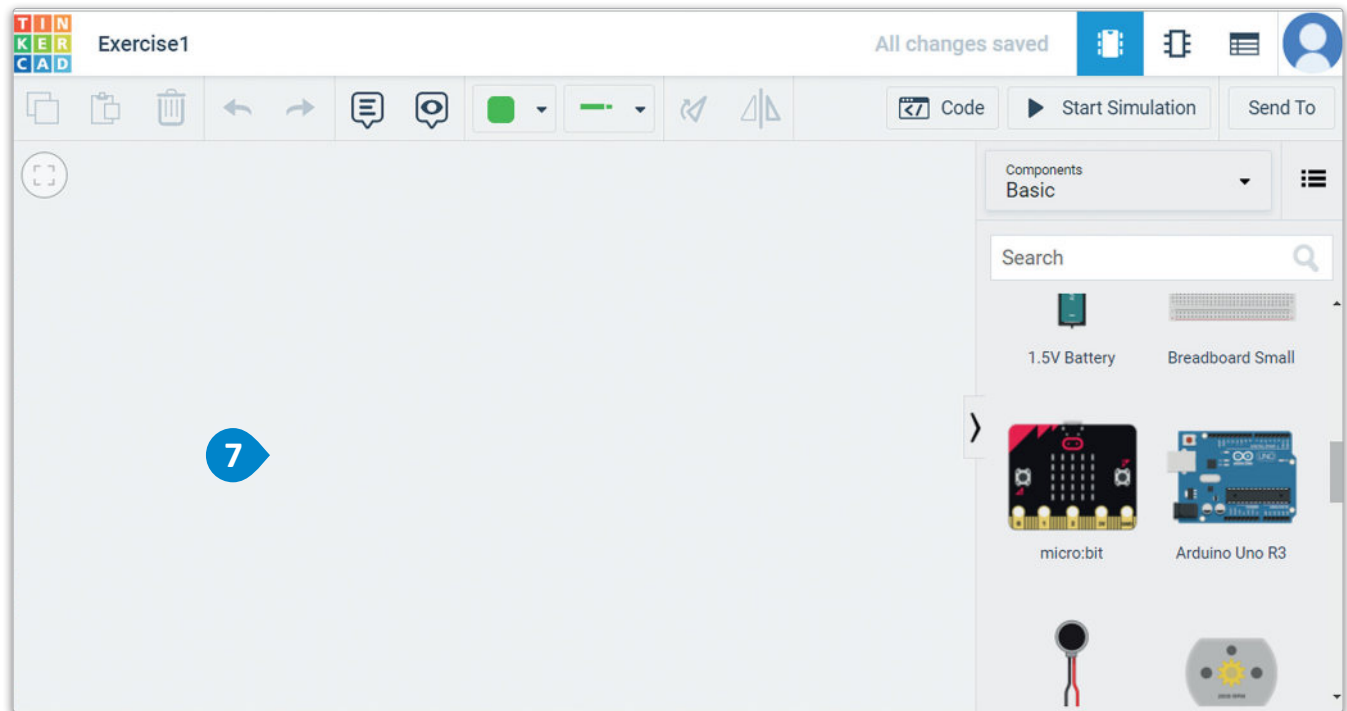 TIN
KER
CAD
Exercise1
All changes saved
Code
Start Simulation
Send To
Components
Basic
Search
1.5V Battery
Breadboard Small
7
micro:bit
Arduino Uno R3